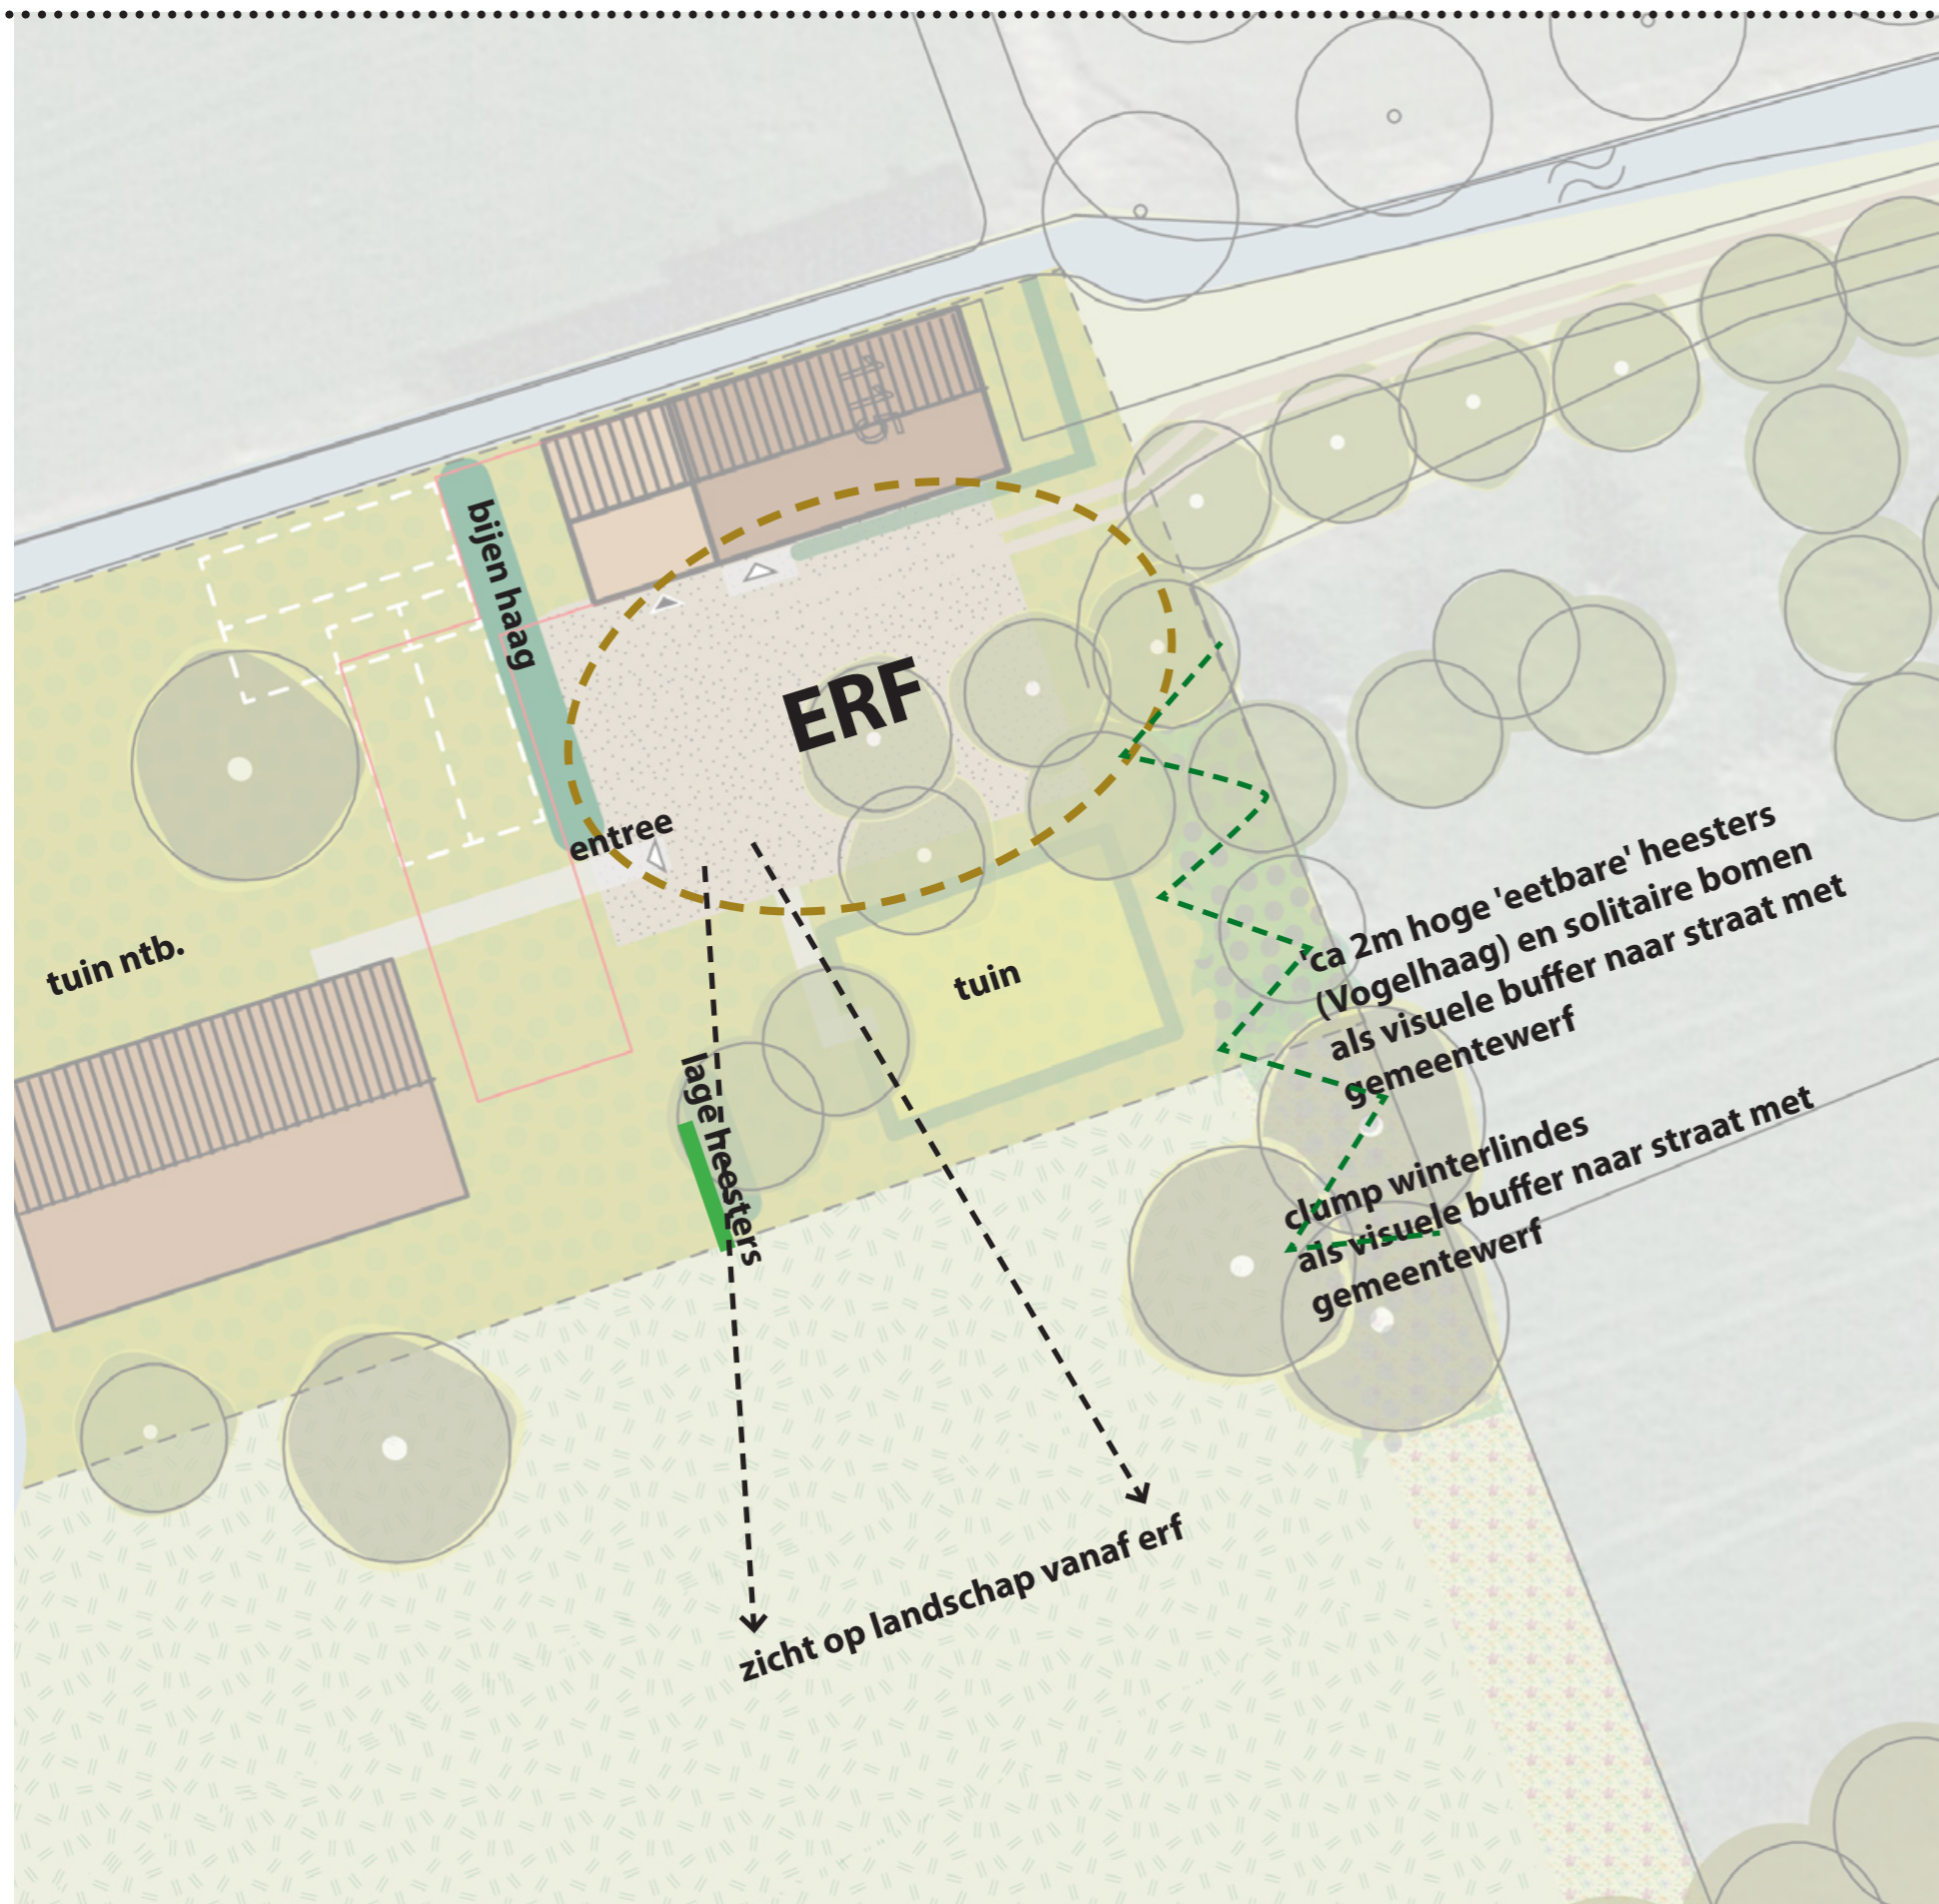 bijen haag
ERF
entree
tuin ntb.
tuin
lage heesters
'ca 2m hoge 'eetbare' heesters
(Vogelhaag) en solitaire bomen
als visuele buffer naar straat met
gemeentewerf
clump winterlindes
als visuele buffer naar straat met
gemeentewerf
zicht op landschap vanaf erf